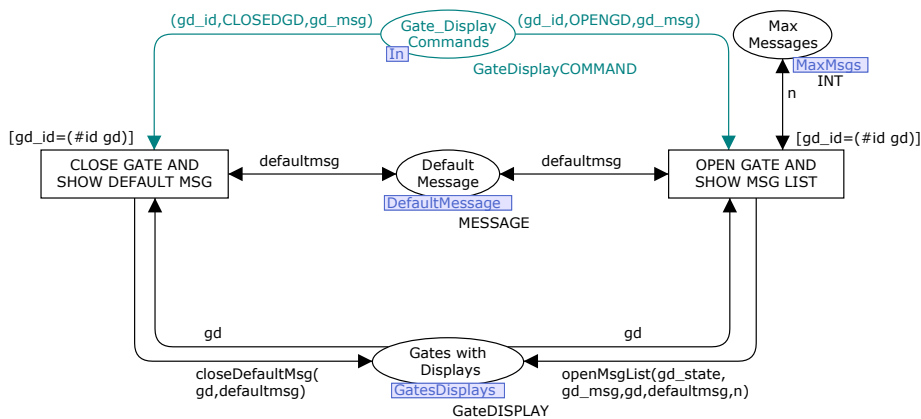 (gd_id,CLOSEDGD,gd_msg)
Gate_Display
Commands
In
(gd_id,OPENGD,gd_msg)
GateDisplayCOMMAND
Max
Messages
MaxMsgs
INT
n
[gd_id=(#id gd)]
CLOSE GATE AND
SHOW DEFAULT MSG
defaultmsg
Default
Message
DefaultMessage
MESSAGE
defaultmsg
[gd_id=(#id gd)]
OPEN GATE AND
SHOW MSG LIST
gd
gd
Gates with
Displays
GatesDisplays
GateDISPLAY
closeDefaultMsg(
gd,defaultmsg)
openMsgList(gd_state,
gd_msg,gd,defaultmsg,n)